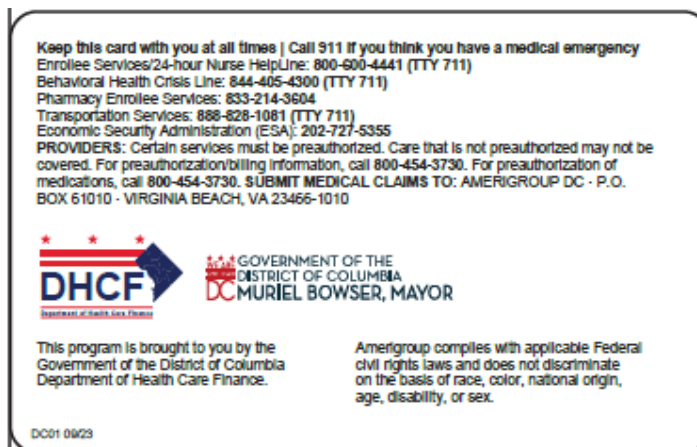 Keep this card with you at all times | Call 911 if you think you have a medical emergency
Enrollee Services/24-hour Nurse HelpLine: 800-600-4441 (TTY 711)
Behavioral Health Crisis Line: 844-405-4300 (TTY 711)
Pharmacy Enrollee Services: 833-214-3604
Transportation Services: 888-828-1081 (TTY 711)
Economic Security Administration (ESA): 202-727-5355
PROVIDERS: Certain services must be preauthorized. Care that is not preauthorized may not be
covered. For preauthorization/billing information, call 800-454-3730. For preauthorization of
medications, call 800-454-3730. SUBMIT MEDICAL CLAIMS TO: AMERIGROUP DC - P.O.
BOX 61010 - VIRGINIA BEACH, VA 23466-1010
DHCF
Department of Health Care Finance
WE ARE
DC
GOVERNMENT OF THE
DISTRICT OF COLUMBIA
MURIEL BOWSER, MAYOR
This program is brought to you by the
Government of the District of Columbia
Department of Health Care Finance.
Amerigroup complies with applicable Federal
civil rights laws and does not discriminate
on the basis of race, color, national origin,
age, disability, or sex.
DC01 09/23